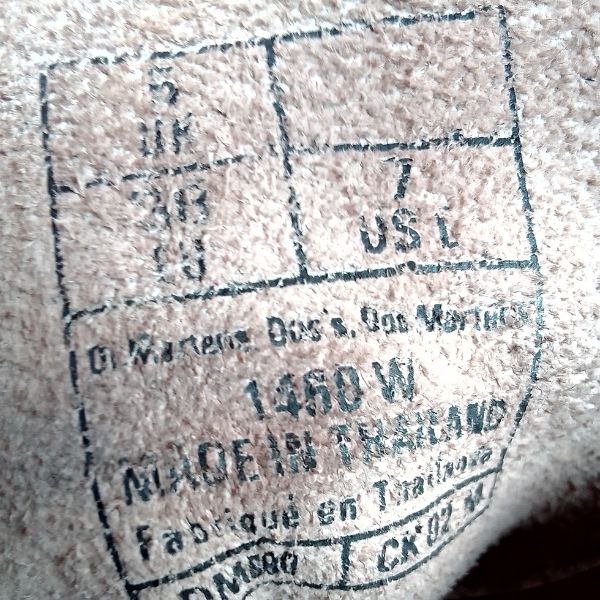 5
UK
38
EU
7
US L
Dr Martens Doc's, Doc Martens
1460 W
MADE IN THAILAND
Fabriqué en Thaïlande
CK'02